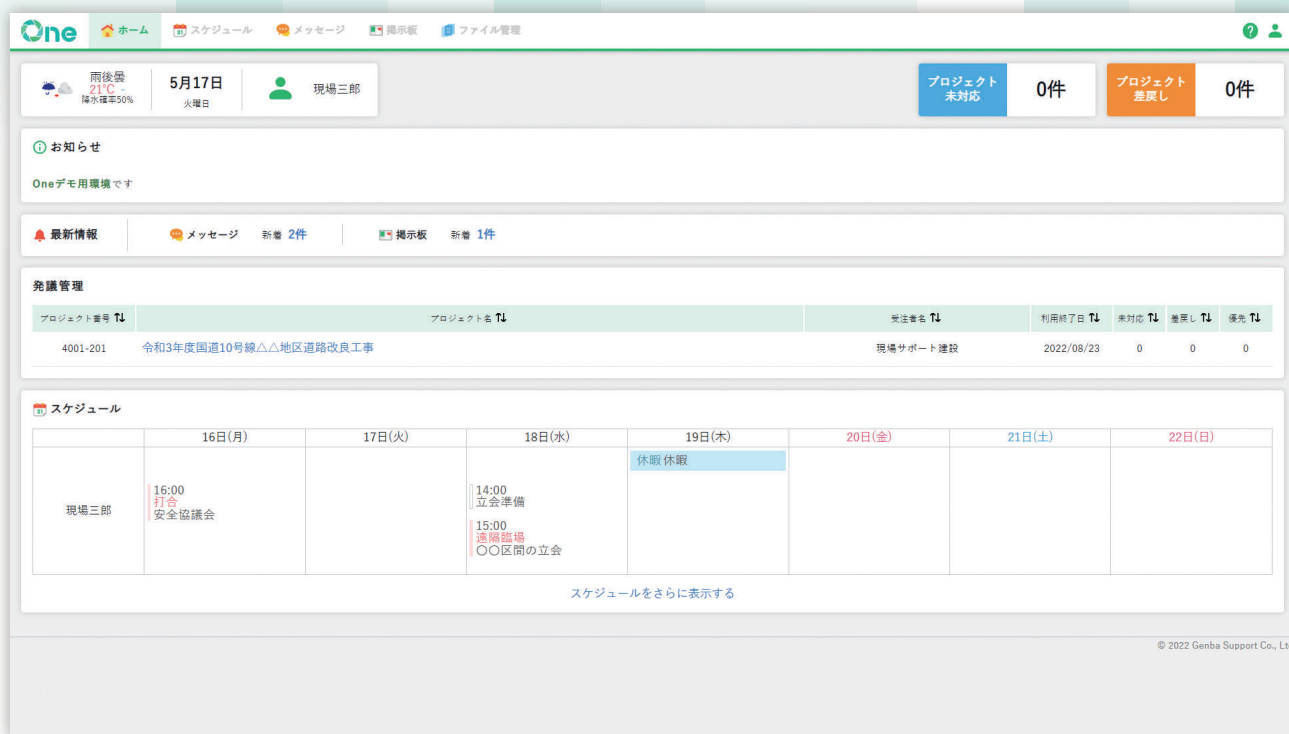 One ホーム スケジュール メッセージ 掲示板 ファイル管理
雨後曇
21°C -
降水確率50%
5月17日
火曜日
現場三郎
プロジェクト
未対応
0件
プロジェクト
差戻し
0件
お知らせ
Oneデモ用環境です
最新情報 メッセージ 新着 2件 掲示板 新着 1件
発議管理
プロジェクト番号 プロジェクト名 受注者名 利用終了日 未対応 差戻し 優先
4001-201 令和3年度国道10号線△△地区道路改良工事 現場サポート建設 2022/08/23 0 0 0
スケジュール
16日(月) 17日(火) 18日(水) 19日(木) 20日(金) 21日(土) 22日(日)
現場三郎
16:00
打合
安全協議会
14:00
立会準備
15:00
遠隔臨場
〇〇区間の立会
休暇 休暇
スケジュールをさらに表示する
© 2022 Genba Support Co., Lt